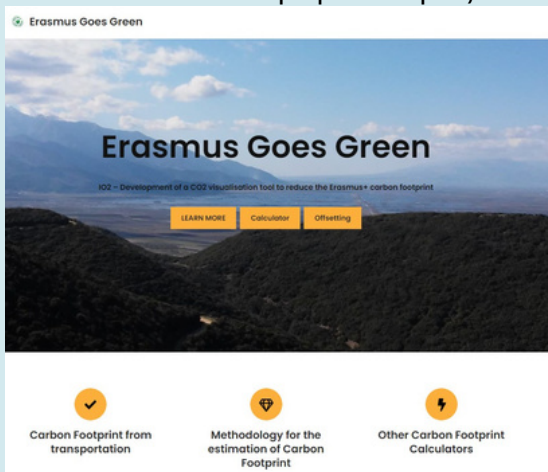 Erasmus Goes Green
Erasmus Goes Green
IO2 - Development of a CO2 visualisation tool to reduce the Erasmus+ carbon footprint
LEARN MORE Calculator Offsetting
Carbon Footprint from
transportation
Methodology for the
estimation of Carbon
Footprint
Other Carbon Footprint
Calculators